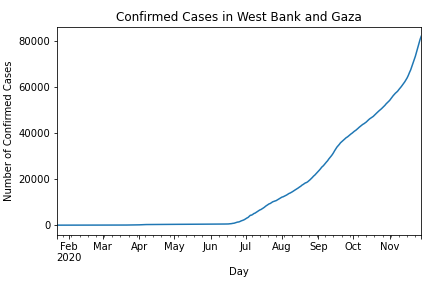 Confirmed Cases in West Bank and Gaza
80000
60000
40000
20000
0
Number of Confirmed Cases
Feb Mar Apr May Jun Jul Aug Sep Oct Nov
2020
Day